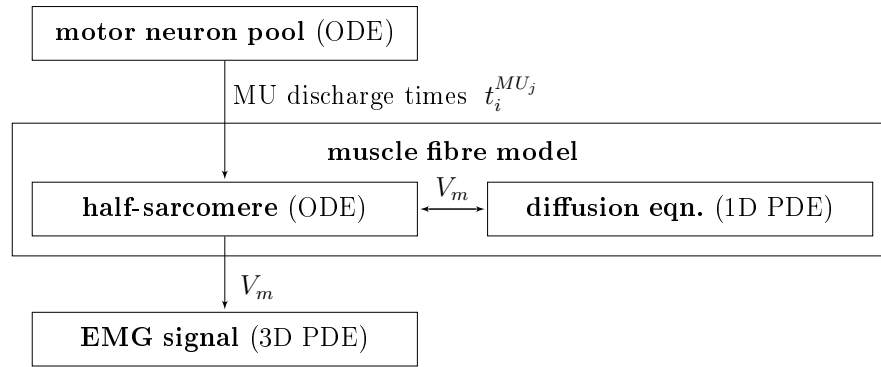 motor neuron pool (ODE)
MU discharge times $t_i^{MU_j}$
muscle fibre model
half-sarcomere (ODE)
$V_m$
diffusion eqn. (1D PDE)
$V_m$
EMG signal (3D PDE)